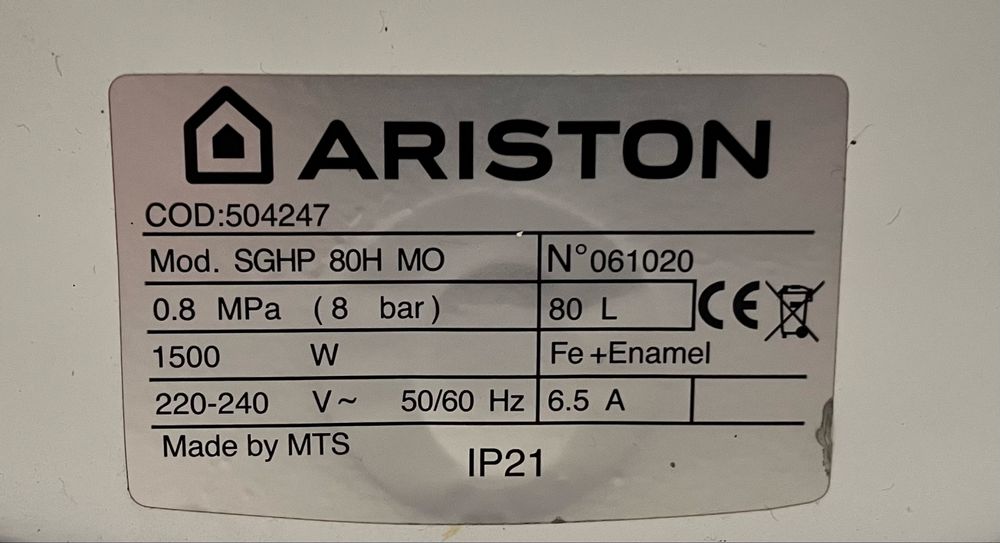 ARISTON
COD:504247
Mod. SGHP 80H MO N°061020
0.8 MPa (8 bar) 80 L CE
1500 W Fe+Enamel
220-240 V~ 50/60 Hz 6.5 A
Made by MTS
IP21